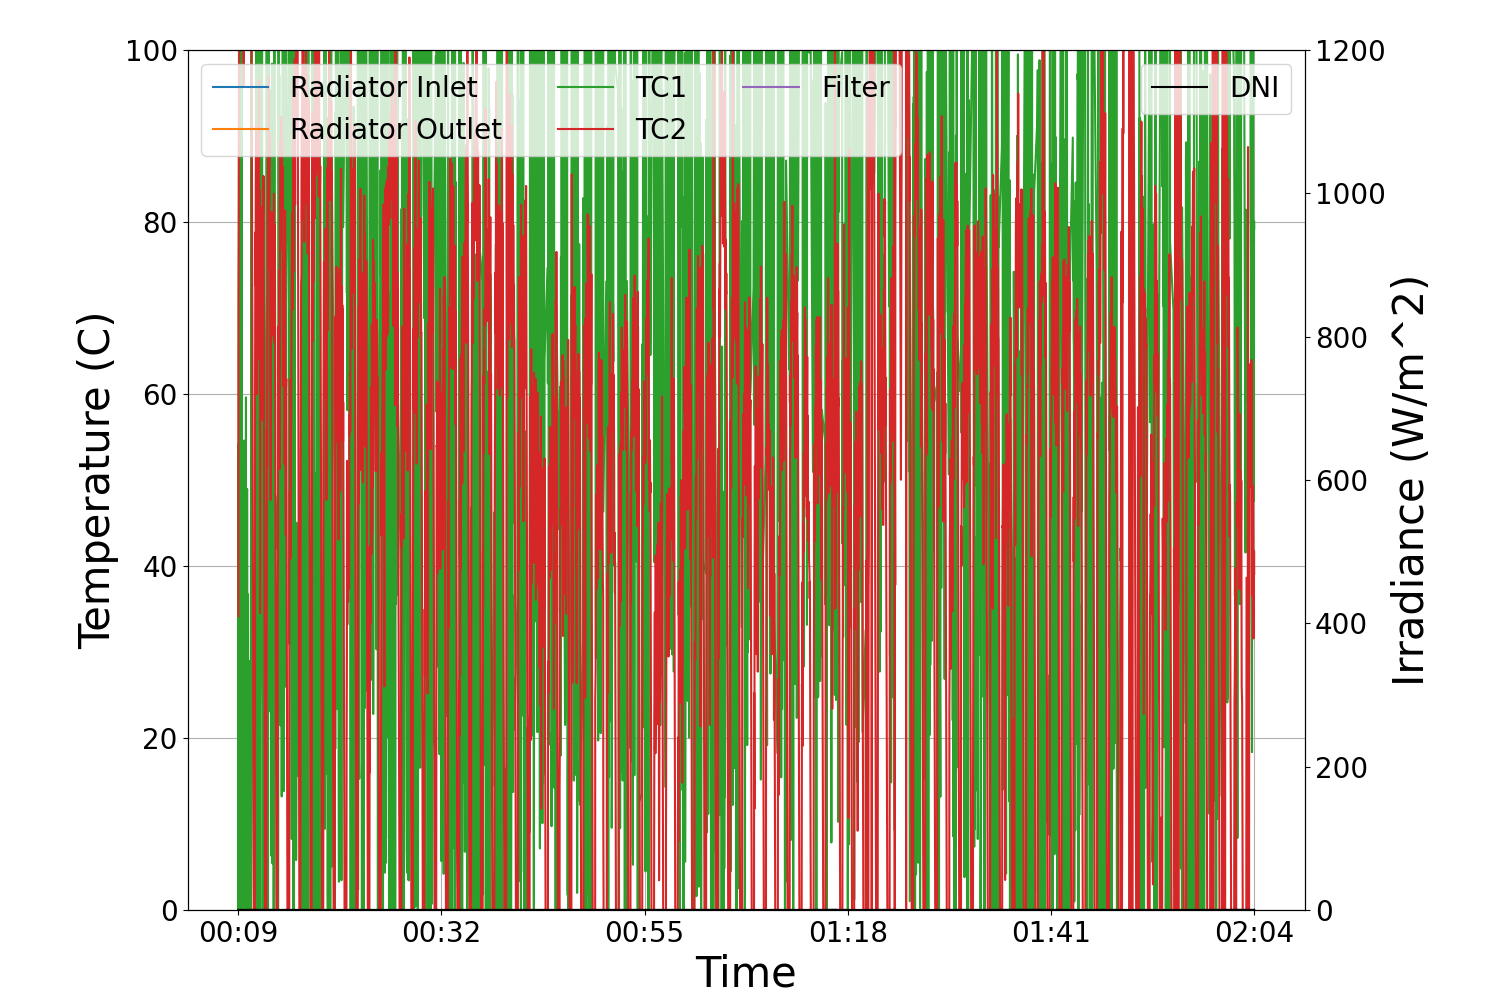 100
80
60
40
20
0
Temperature (C)
Radiator Inlet
Radiator Outlet
TC1
TC2
Filter
DNI
1200
1000
800
600
400
200
0
Irradiance (W/m^2)
00:09 00:32 00:55 01:18 01:41 02:04
Time